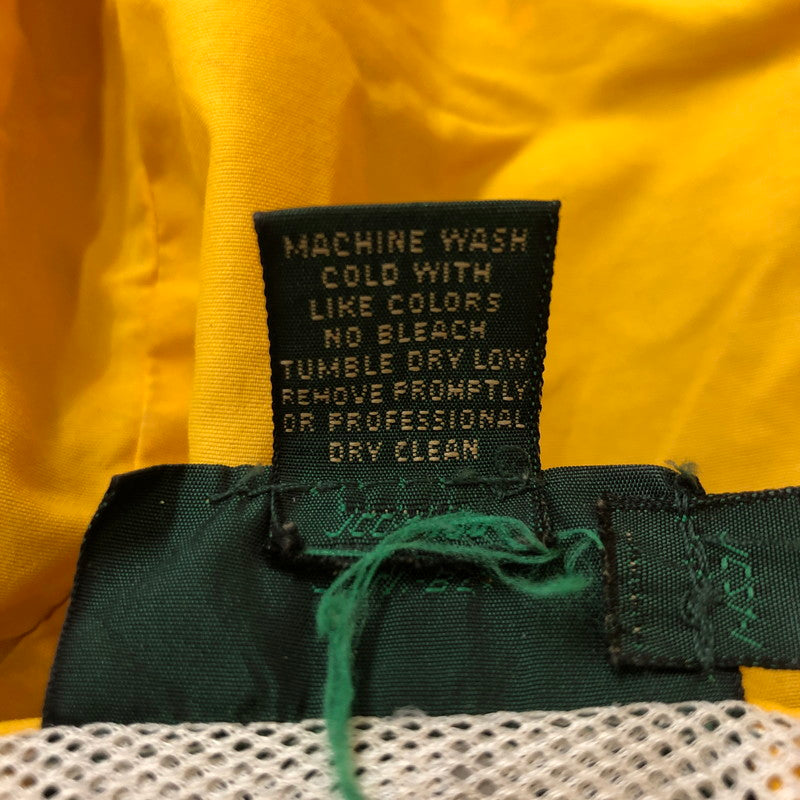 MACHINE WASH
COLD WITH
LIKE COLORS
NO BLEACH
TUMBLE DRY LOW
REMOVE PROMPTLY
OR PROFESSIONAL
DRY CLEAN